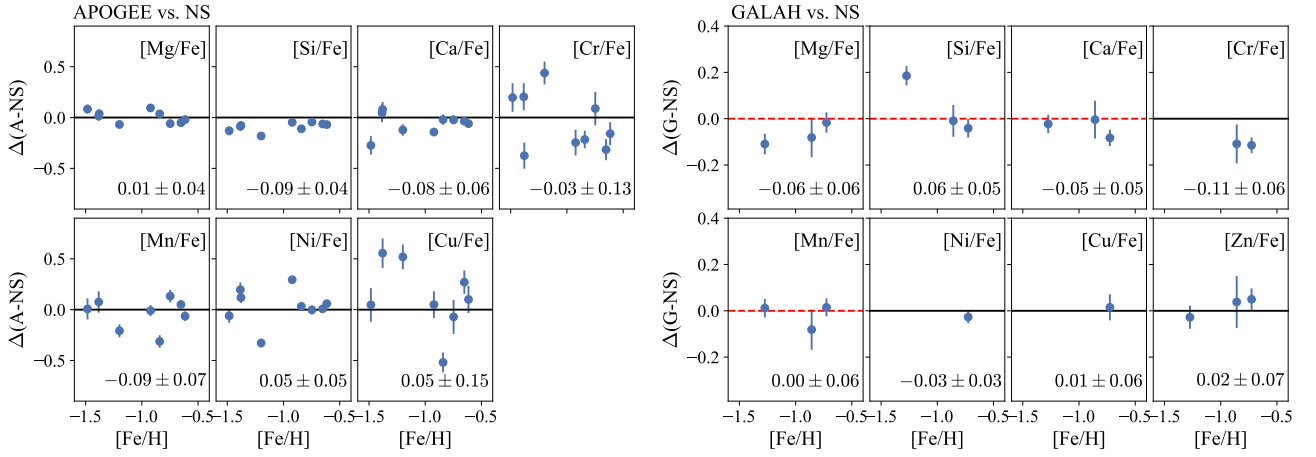 APOGEE vs. NS
[Mg/Fe] [Si/Fe] [Ca/Fe] [Cr/Fe]
0.5
0.0
−0.5
Δ(A-NS)
0.01 ± 0.04 −0.09 ± 0.04 −0.08 ± 0.06 −0.03 ± 0.13
[Mn/Fe] [Ni/Fe] [Cu/Fe]
0.5
0.0
−0.5
Δ(A-NS)
−0.09 ± 0.07 0.05 ± 0.05 0.05 ± 0.15
−1.5 −1.0 −0.5 −1.5 −1.0 −0.5 −1.5 −1.0 −0.5
[Fe/H] [Fe/H] [Fe/H]
GALAH vs. NS
0.4
[Mg/Fe] [Si/Fe] [Ca/Fe] [Cr/Fe]
0.2
0.0
−0.2
Δ(G-NS)
−0.06 ± 0.06 0.06 ± 0.05 −0.05 ± 0.05 −0.11 ± 0.06
0.4
[Mn/Fe] [Ni/Fe] [Cu/Fe] [Zn/Fe]
0.2
0.0
−0.2
Δ(G-NS)
0.00 ± 0.06 −0.03 ± 0.03 0.01 ± 0.06 0.02 ± 0.07
−1.5 −1.0 −0.5 −1.5 −1.0 −0.5 −1.5 −1.0 −0.5 −1.5 −1.0 −0.5
[Fe/H] [Fe/H] [Fe/H] [Fe/H]